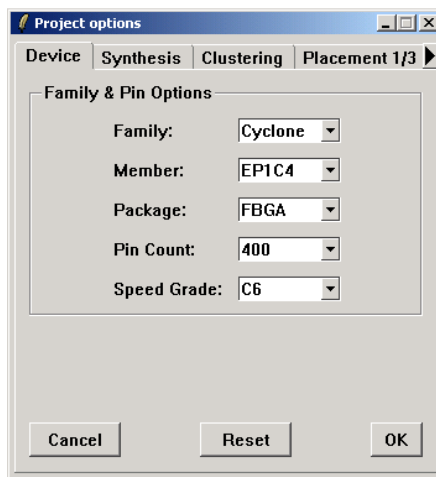 Project options
Device Synthesis Clustering Placement 1/3
Family & Pin Options
Family: Cyclone
Member: EP1C4
Package: FBGA
Pin Count: 400
Speed Grade: C6
Cancel Reset OK